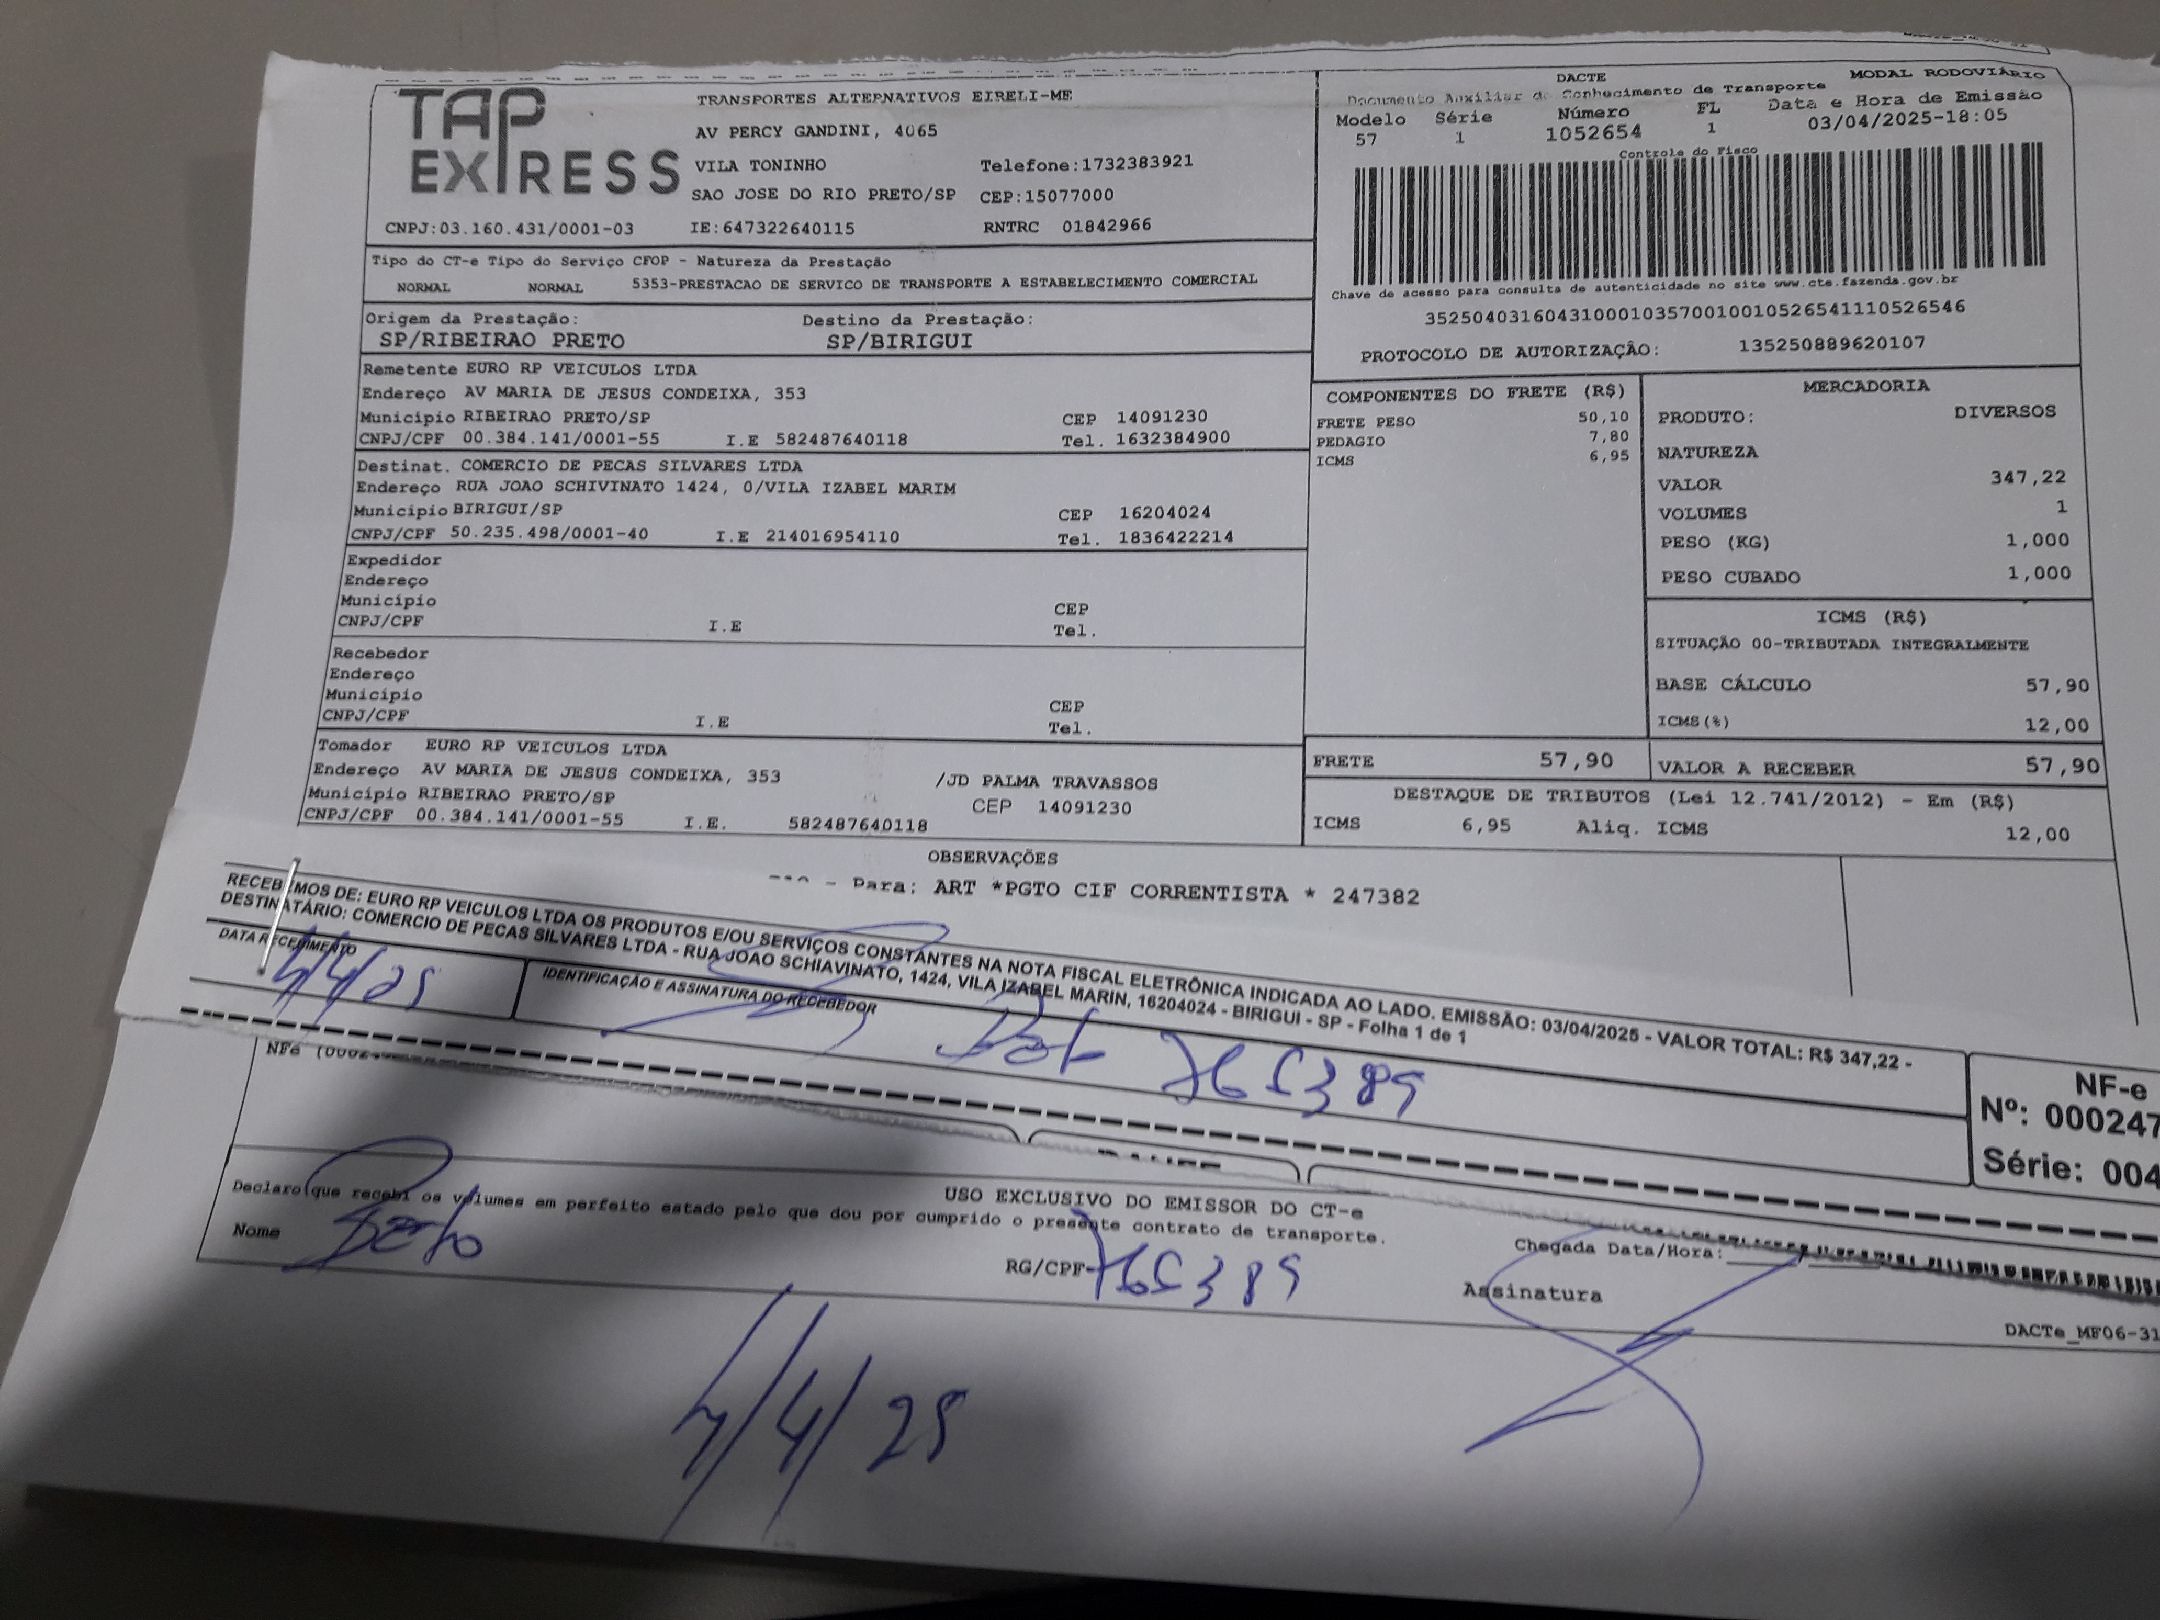 TAP EXPRESS
TRANSPORTES ALTERNATIVOS EIRELI-ME
AV PERCY GANDINI, 4065
VILA TONINHO Telefone:1732383921
SAO JOSE DO RIO PRETO/SP CEP:15077000
CNPJ:03.160.431/0001-03 IE:647322640115 RNTRC 01842966
DACTE MODAL RODOVIÁRIO
Documento Auxiliar do Conhecimento de Transporte
Modelo Série Número FL Data e Hora de Emissão
57 1 1052654 1 03/04/2025-18:05
Controle do Fisco
Chave de acesso para consulta de autenticidade no site www.cte.fazenda.gov.br
35250403160431000103570010010526541110526546
PROTOCOLO DE AUTORIZAÇÃO: 135250889620107
Tipo do CT-e Tipo do Serviço CFOP - Natureza da Prestação
NORMAL NORMAL 5353-PRESTACAO DE SERVICO DE TRANSPORTE A ESTABELECIMENTO COMERCIAL
Origem da Prestação: Destino da Prestação:
SP/RIBEIRAO PRETO SP/BIRIGUI
Remetente EURO RP VEICULOS LTDA
Endereço AV MARIA DE JESUS CONDEIXA, 353
Municipio RIBEIRAO PRETO/SP CEP 14091230
CNPJ/CPF 00.384.141/0001-55 I.E 582487640118 Tel. 1632384900
Destinat. COMERCIO DE PECAS SILVARES LTDA
Endereço RUA JOAO SCHIVINATO 1424, 0/VILA IZABEL MARIM
Municipio BIRIGUI/SP CEP 16204024
CNPJ/CPF 50.235.498/0001-40 I.E 214016954110 Tel. 1836422214
Expedidor
Endereço
Município CEP
CNPJ/CPF I.E Tel.
Recebedor
Endereço
Município CEP
CNPJ/CPF I.E Tel.
Tomador EURO RP VEICULOS LTDA
Endereço AV MARIA DE JESUS CONDEIXA, 353 /JD PALMA TRAVASSOS
Municipio RIBEIRAO PRETO/SP CEP 14091230
CNPJ/CPF 00.384.141/0001-55 I.E. 582487640118
COMPONENTES DO FRETE (R$)
FRETE PESO 50,10
PEDAGIO 7,80
ICMS 6,95
MERCADORIA
PRODUTO: DIVERSOS
NATUREZA
VALOR 347,22
VOLUMES 1
PESO (KG) 1,000
PESO CUBADO 1,000
ICMS (R$)
SITUAÇÃO 00-TRIBUTADA INTEGRALMENTE
BASE CÁLCULO 57,90
ICMS(%) 12,00
FRETE 57,90 VALOR A RECEBER 57,90
DESTAQUE DE TRIBUTOS (Lei 12.741/2012) - Em (R$)
ICMS 6,95 Aliq. ICMS 12,00
OBSERVAÇÕES
- Para: ART *PGTO CIF CORRENTISTA * 247382
RECEBEMOS DE: EURO RP VEICULOS LTDA OS PRODUTOS E/OU SERVIÇOS CONSTANTES NA NOTA FISCAL ELETRÔNICA INDICADA AO LADO. EMISSÃO: 03/04/2025 - VALOR TOTAL: R$ 347,22 -
DESTINATÁRIO: COMERCIO DE PECAS SILVARES LTDA - RUA JOAO SCHIAVINATO, 1424, VILA IZABEL MARIN, 16204024 - BIRIGUI - SP - Folha 1 de 1
DATA RECEBIMENTO IDENTIFICAÇÃO E ASSINATURA DO RECEBEDOR
4/4/25
NF-e
Nº: 000247
Série: 004
NFe
USO EXCLUSIVO DO EMISSOR DO CT-e
Declaro que recebi os volumes em perfeito estado pelo que dou por cumprido o presente contrato de transporte.
Nome Beto RG/CPF Chegada Data/Hora:
Assinatura
DACTe_MF06-31
4/4/25